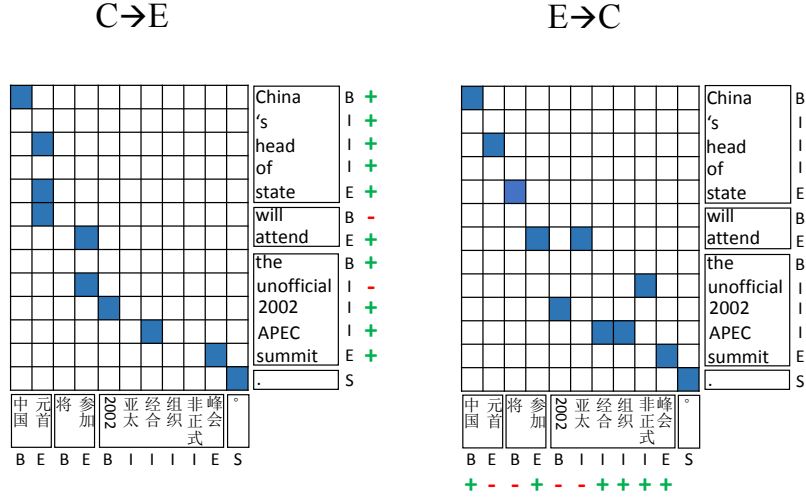 C→E
E→C
China B +
‘s I +
head I +
of I +
state E +
will B -
attend E +
the B +
unofficial I -
2002 I +
APEC I +
summit E +
. S
中国 元首 将 参加 2002 亚太 经合 组织 非正式 峰会 。
B E B E B I I I I E S
China B
‘s I
head I
of I
state E
will B
attend E
the B
unofficial I
2002 I
APEC I
summit E
. S
中国 元首 将 参加 2002 亚太 经合 组织 非正式 峰会 。
B E B E B I I I I E S
+ - - + - - + + + +